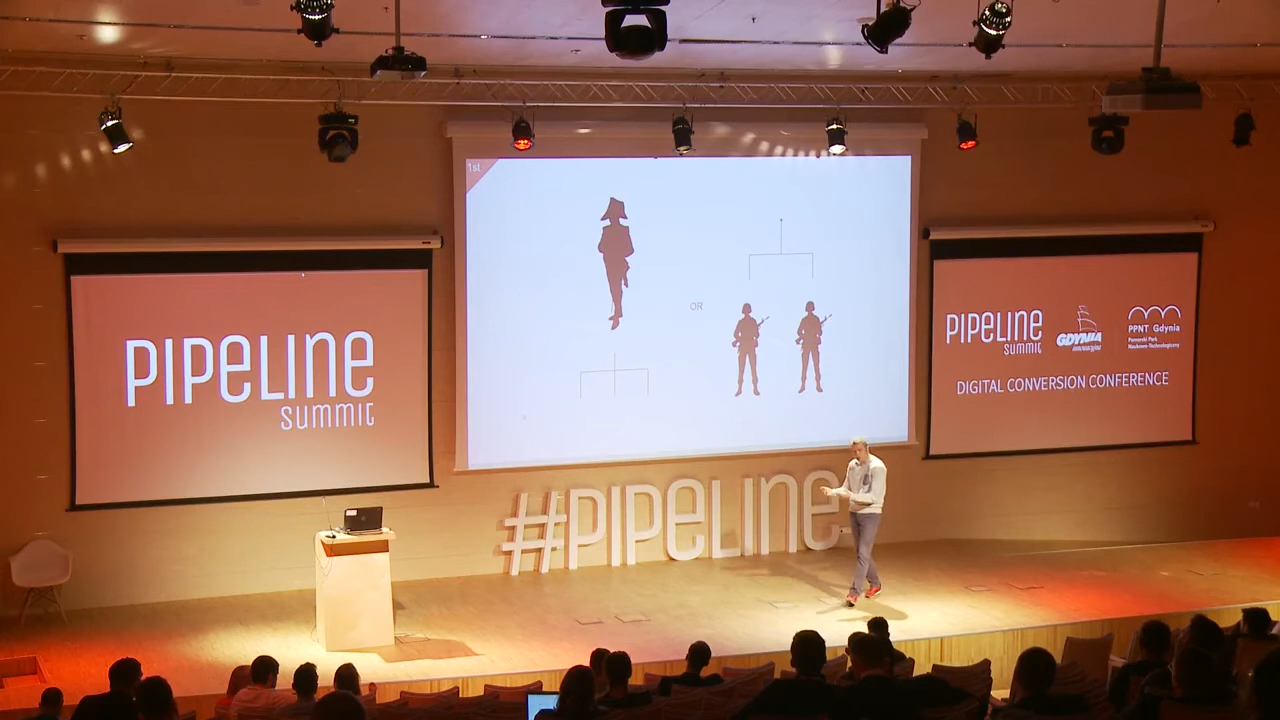 1st
OR
PIPELINE
summit
PIPELINE
summit
GDYNIA
PPNT Gdynia
Pomorski Park
Naukowo-Technologiczny
DIGITAL CONVERSION CONFERENCE
#PIPELINE